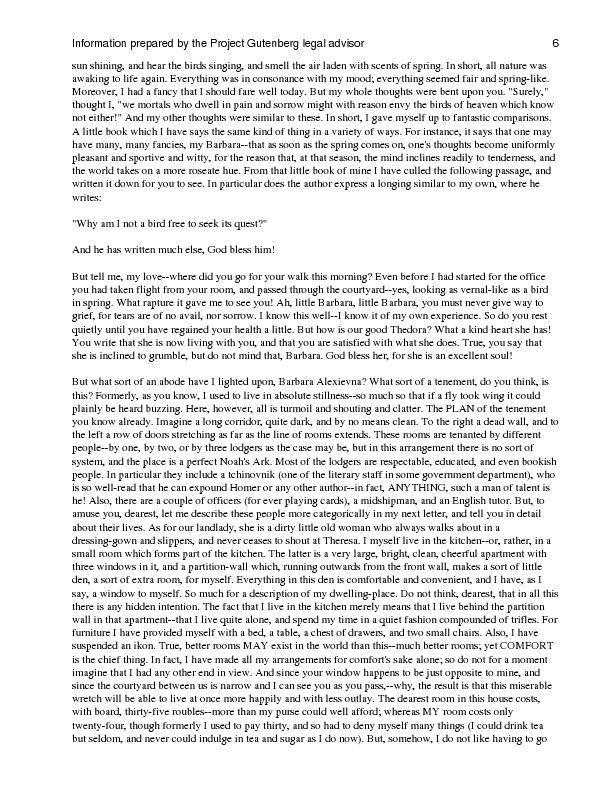 Information prepared by the Project Gutenberg legal advisor 6
sun shining, and hear the birds singing, and smell the air laden with scents of spring. In short, all nature was
awaking to life again. Everything was in consonance with my mood; everything seemed fair and spring-like.
Moreover, I had a fancy that I should fare well today. But my whole thoughts were bent upon you. "Surely,"
thought I, "we mortals who dwell in pain and sorrow might with reason envy the birds of heaven which know
not either!" And my other thoughts were similar to these. In short, I gave myself up to fantastic comparisons.
A little book which I have says the same kind of thing in a variety of ways. For instance, it says that one may
have many, many fancies, my Barbara--that as soon as the spring comes on, one's thoughts become uniformly
pleasant and sportive and witty, for the reason that, at that season, the mind inclines readily to tenderness, and
the world takes on a more roseate hue. From that little book of mine I have culled the following passage, and
written it down for you to see. In particular does the author express a longing similar to my own, where he
writes:
"Why am I not a bird free to seek its quest?"
And he has written much else, God bless him!
But tell me, my love--where did you go for your walk this morning? Even before I had started for the office
you had taken flight from your room, and passed through the courtyard--yes, looking as vernal-like as a bird
in spring. What rapture it gave me to see you! Ah, little Barbara, little Barbara, you must never give way to
grief, for tears are of no avail, nor sorrow. I know this well--I know it of my own experience. So do you rest
quietly until you have regained your health a little. But how is our good Thedora? What a kind heart she has!
You write that she is now living with you, and that you are satisfied with what she does. True, you say that
she is inclined to grumble, but do not mind that, Barbara. God bless her, for she is an excellent soul!
But what sort of an abode have I lighted upon, Barbara Alexievna? What sort of a tenement, do you think, is
this? Formerly, as you know, I used to live in absolute stillness--so much so that if a fly took wing it could
plainly be heard buzzing. Here, however, all is turmoil and shouting and clatter. The PLAN of the tenement
you know already. Imagine a long corridor, quite dark, and by no means clean. To the right a dead wall, and to
the left a row of doors stretching as far as the line of rooms extends. These rooms are tenanted by different
people--by one, by two, or by three lodgers as the case may be, but in this arrangement there is no sort of
system, and the place is a perfect Noah's Ark. Most of the lodgers are respectable, educated, and even bookish
people. In particular they include a tchinovnik (one of the literary staff in some government department), who
is so well-read that he can expound Homer or any other author--in fact, ANYTHING, such a man of talent is
he! Also, there are a couple of officers (for ever playing cards), a midshipman, and an English tutor. But, to
amuse you, dearest, let me describe these people more categorically in my next letter, and tell you in detail
about their lives. As for our landlady, she is a dirty little old woman who always walks about in a
dressing-gown and slippers, and never ceases to shout at Theresa. I myself live in the kitchen--or, rather, in a
small room which forms part of the kitchen. The latter is a very large, bright, clean, cheerful apartment with
three windows in it, and a partition-wall which, running outwards from the front wall, makes a sort of little
den, a sort of extra room, for myself. Everything in this den is comfortable and convenient, and I have, as I
say, a window to myself. So much for a description of my dwelling-place. Do not think, dearest, that in all this
there is any hidden intention. The fact that I live in the kitchen merely means that I live behind the partition
wall in that apartment--that I live quite alone, and spend my time in a quiet fashion compounded of trifles. For
furniture I have provided myself with a bed, a table, a chest of drawers, and two small chairs. Also, I have
suspended an ikon. True, better rooms MAY exist in the world than this--much better rooms; yet COMFORT
is the chief thing. In fact, I have made all my arrangements for comfort's sake alone; so do not for a moment
imagine that I had any other end in view. And since your window happens to be just opposite to mine, and
since the courtyard between us is narrow and I can see you as you pass,--why, the result is that this miserable
wretch will be able to live at once more happily and with less outlay. The dearest room in this house costs,
with board, thirty-five roubles--more than my purse could well afford; whereas MY room costs only
twenty-four, though formerly I used to pay thirty, and so had to deny myself many things (I could drink tea
but seldom, and never could indulge in tea and sugar as I do now). But, somehow, I do not like having to go